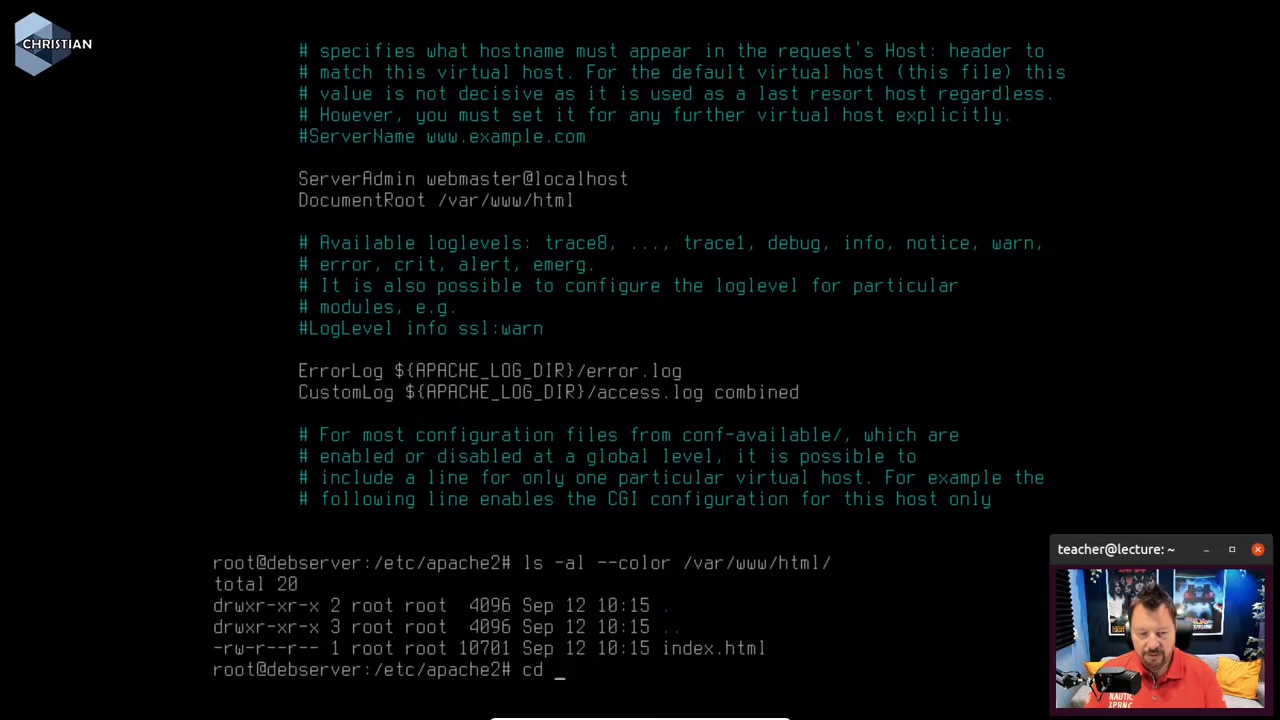 CHRISTIAN
# specifies what hostname must appear in the request's Host: header to
# match this virtual host. For the default virtual host (this file) this
# value is not decisive as it is used as a last resort host regardless.
# However, you must set it for any further virtual host explicitly.
#ServerName www.example.com
ServerAdmin webmaster@localhost
DocumentRoot /var/www/html
# Available loglevels: trace8, ..., trace1, debug, info, notice, warn,
# error, crit, alert, emerg.
# It is also possible to configure the loglevel for particular
# modules, e.g.
#LogLevel info ssl:warn
ErrorLog ${APACHE_LOG_DIR}/error.log
CustomLog ${APACHE_LOG_DIR}/access.log combined
# For most configuration files from conf-available/, which are
# enabled or disabled at a global level, it is possible to
# include a line for only one particular virtual host. For example the
# following line enables the CGI configuration for this host only
root@debserver:/etc/apache2# ls -al --color /var/www/html/
total 20
drwxr-xr-x 2 root root  4096 Sep 12 10:15 .
drwxr-xr-x 3 root root  4096 Sep 12 10:15 ..
-rw-r--r-- 1 root root 10701 Sep 12 10:15 index.html
root@debserver:/etc/apache2# cd _
teacher@lecture: ~